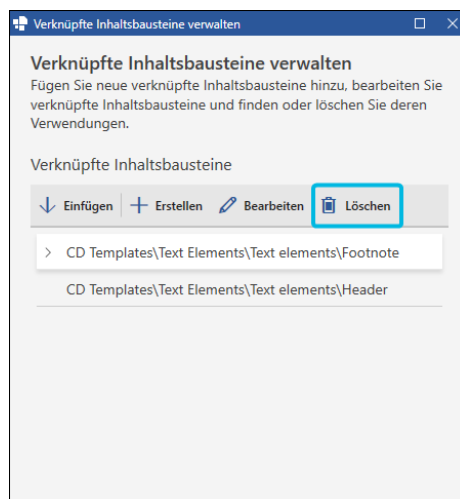 Verknüpfte Inhaltsbausteine verwalten
Verknüpfte Inhaltsbausteine verwalten
Fügen Sie neue verknüpfte Inhaltsbausteine hinzu, bearbeiten Sie
verknüpfte Inhaltsbausteine und finden oder löschen Sie deren
Verwendungen.
Verknüpfte Inhaltsbausteine
Einfügen Erstellen Bearbeiten Löschen
CD Templates\Text Elements\Text elements\Footnote
CD Templates\Text Elements\Text elements\Header